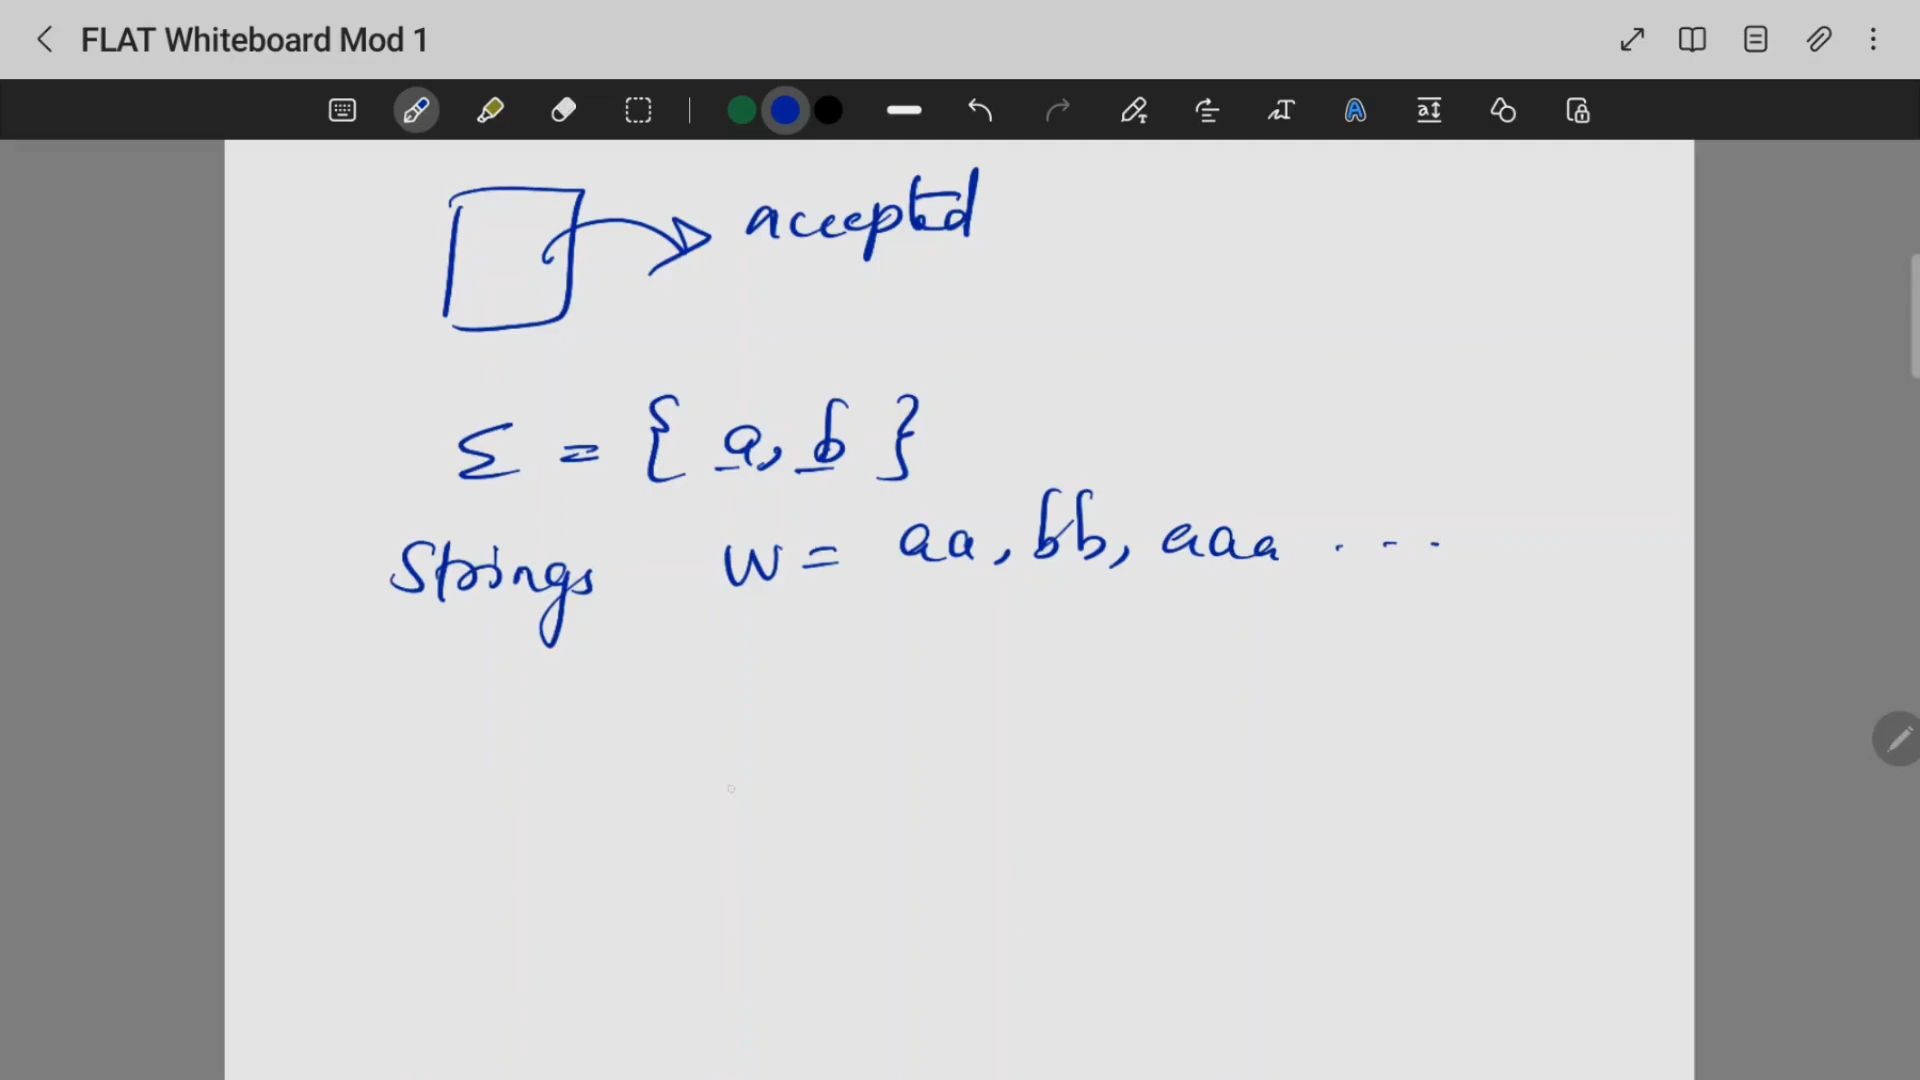 FLAT Whiteboard Mod 1
accepted
Σ = { a, b }
Strings w = aa, bb, aaa . . .